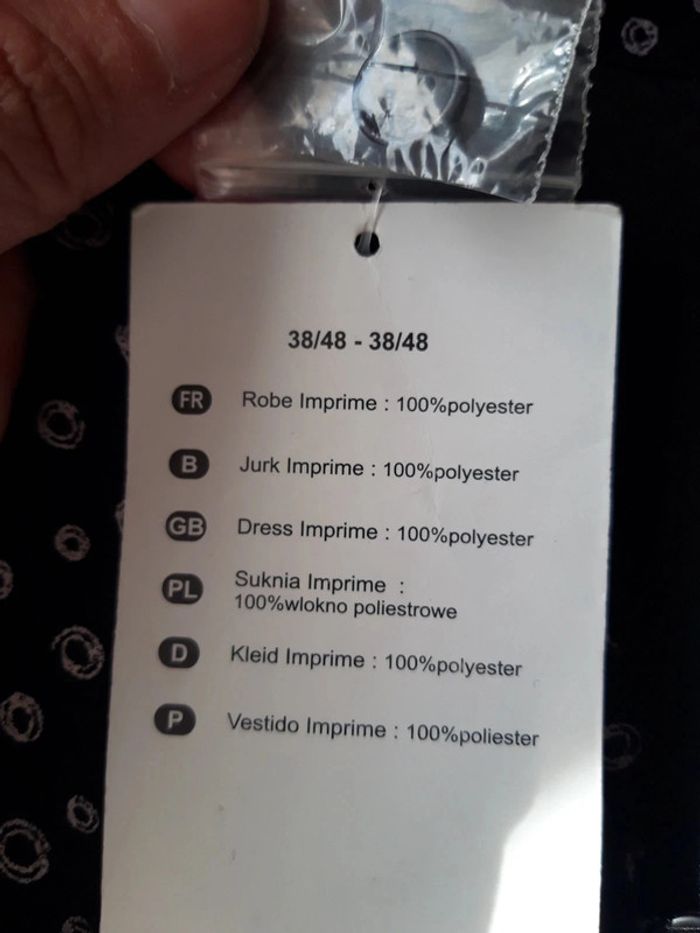 38/48 - 38/48
FR Robe Imprime : 100%polyester
B Jurk Imprime : 100%polyester
GB Dress Imprime : 100%polyester
PL Suknia Imprime :
100%wlokno poliestrowe
D Kleid Imprime : 100%polyester
P Vestido Imprime : 100%poliester